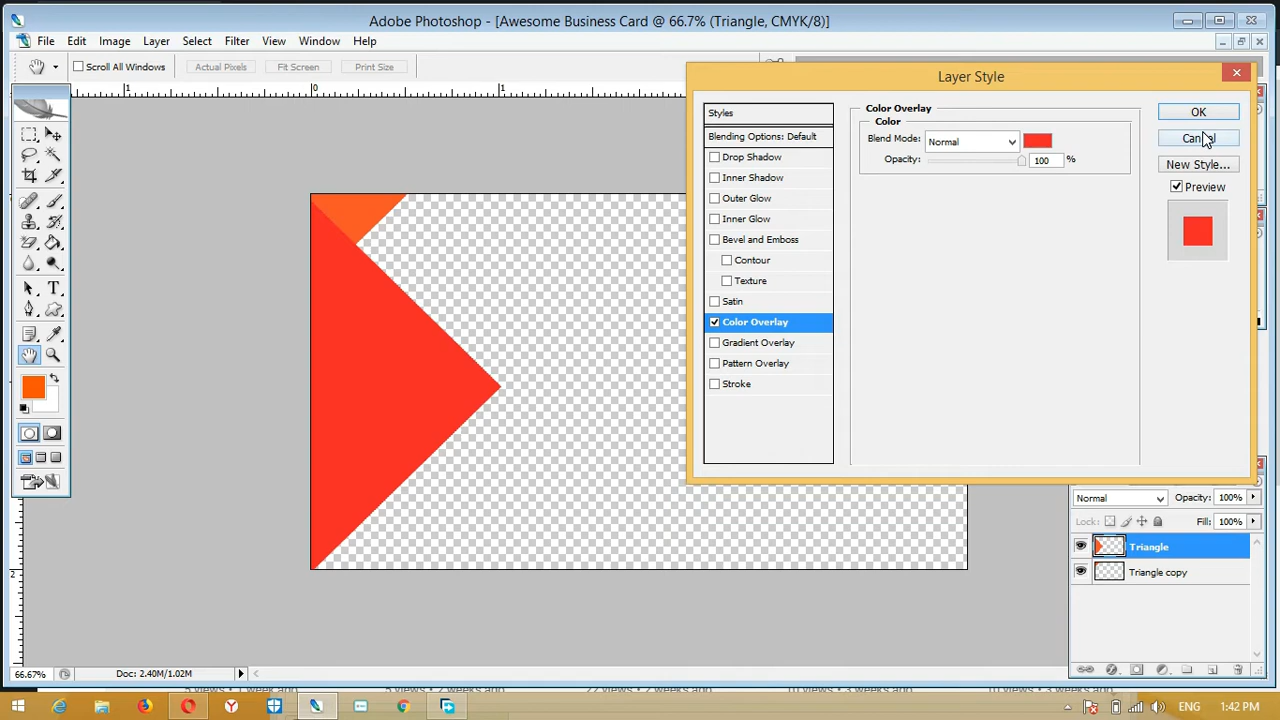 Adobe Photoshop - [Awesome Business Card @ 66.7% (Triangle, CMYK/8)]
File Edit Image Layer Select Filter View Window Help
Scroll All Windows Actual Pixels Fit Screen Print Size
Layer Style
1 0 1
Styles
Blending Options: Default
Drop Shadow
Inner Shadow
Outer Glow
Inner Glow
Bevel and Emboss
Contour
Texture
Satin
Color Overlay
Gradient Overlay
Pattern Overlay
Stroke
Color Overlay
Color
Blend Mode: Normal
Opacity: 100 %
OK
New Style...
Preview
T
2
Normal Opacity: 100%
Lock: Fill: 100%
Triangle
Triangle copy
66.67% Doc: 2.40M/1.02M
ENG 1:42 PM